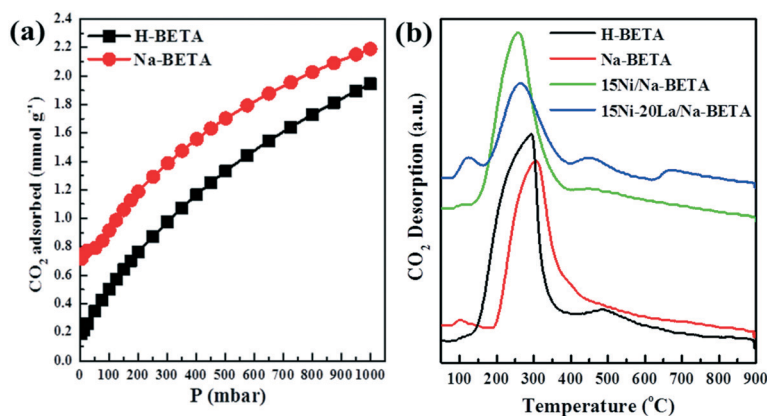 (a)
H-BETA
Na-BETA
CO₂ adsorbed (mmol g⁻¹)
2.4
2.2
2.0
1.8
1.6
1.4
1.2
1.0
0.8
0.6
0.4
0.2
0.0
0 100 200 300 400 500 600 700 800 900 1000
P (mbar)
(b)
H-BETA
Na-BETA
15Ni/Na-BETA
15Ni-20La/Na-BETA
CO₂ Desorption (a.u.)
100 200 300 400 500 600 700 800 900
Temperature (°C)